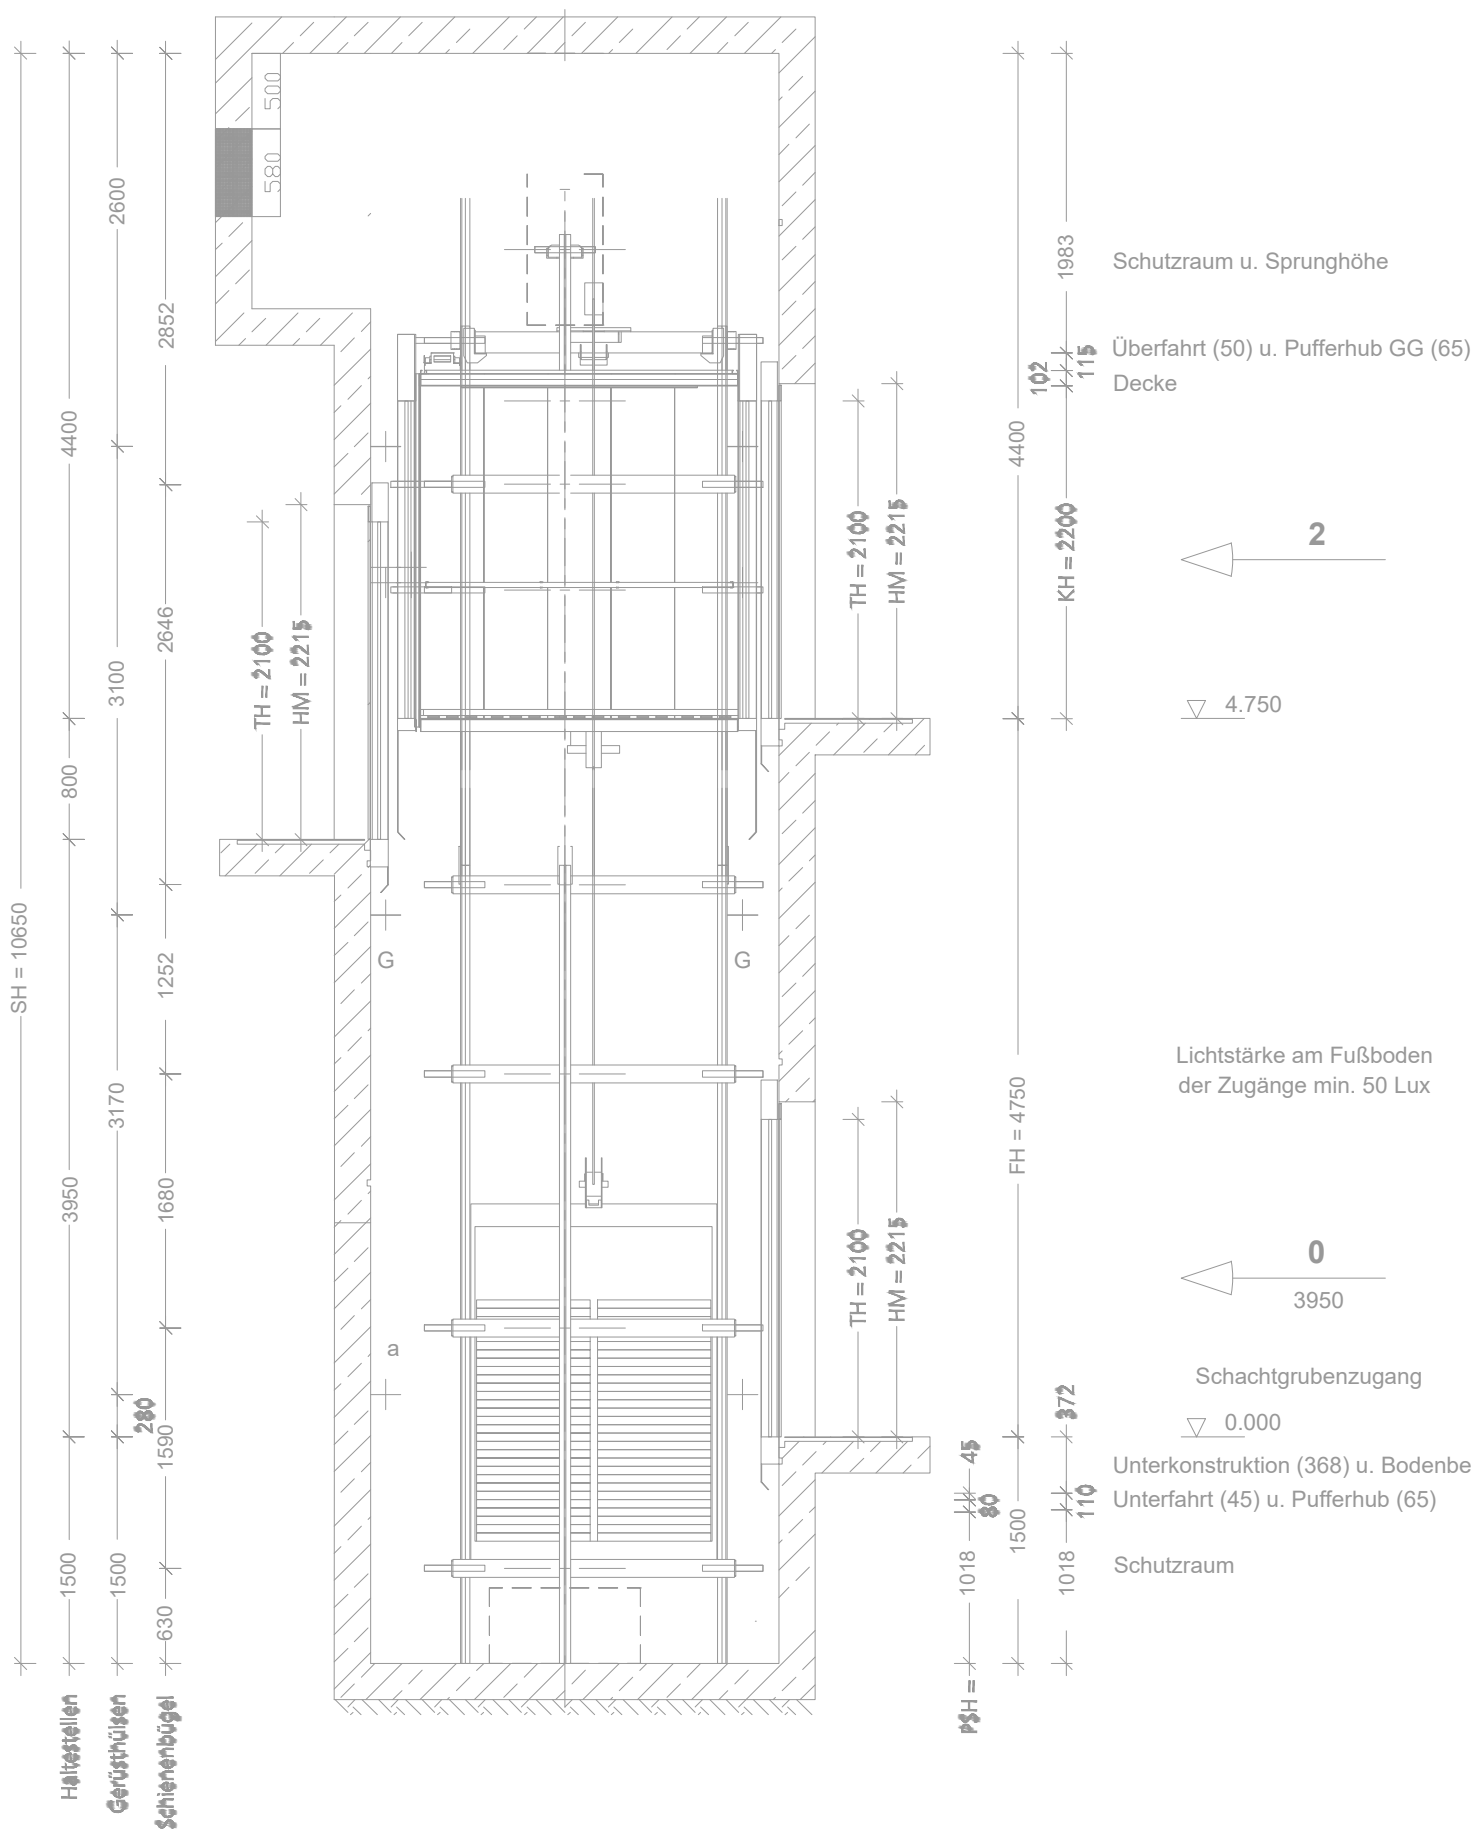 500
580
2600
2852
1983
Schutzraum u. Sprunghöhe
Überfahrt (50) u. Pufferhub GG (65)
115
102
Decke
4400
4400
TH = 2100
HM = 2215
KH = 2200
2
2646
TH = 2100
HM = 2215
3100
4.750
800
SH = 10650
1252
G
G
Lichtstärke am Fußboden
der Zugänge min. 50 Lux
3170
FH = 4750
3950
1680
TH = 2100
HM = 2215
0
3950
a
Schachtgrubenzugang
372
280
0.000
1590
45
Unterkonstruktion (368) u. Bodenbe
80
110
Unterfahrt (45) u. Pufferhub (65)
1500
1500
1500
1018
1018
Schutzraum
630
PSH =
Haltestellen
Gerüsthülsen
Schienenbügel